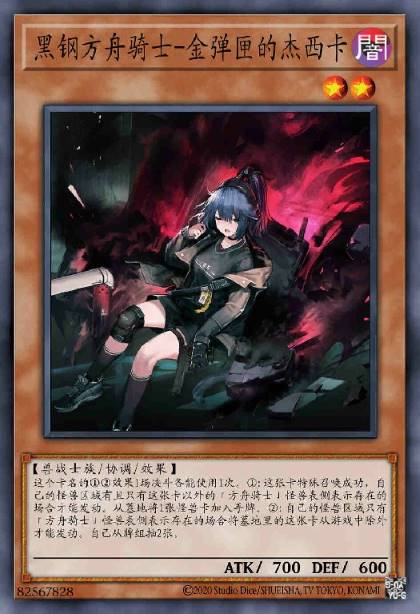 黑钢方舟骑士-金弹匣的杰西卡
闇
【兽战士族/协调/效果】
这个卡名的①②效果1场决斗各能使用1次。①:这张卡特殊召唤成功,自
己的怪兽区域有且只有这张卡以外的「方舟骑士」怪兽表侧表示存在的
场合才能发动。从墓地将1张怪兽卡加入手牌。②:自己的怪兽区域只有
「方舟骑士」怪兽表侧表示存在的场合将墓地里的这张卡从游戏中除外
才能发动。自己从牌组抽2张。
ATK/ 700 DEF/ 600
82567828
©2020 Studio Dice/SHUEISHA, TV TOKYO, KONAMI